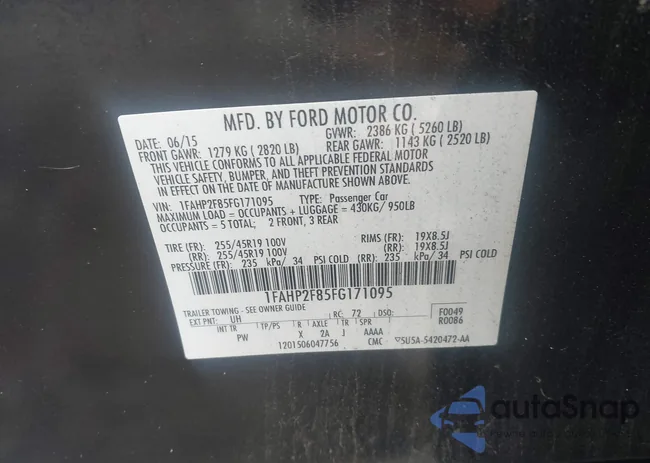 MFD. BY FORD MOTOR CO.
DATE: 06/15 GVWR: 2386 KG ( 5260 LB)
FRONT GAWR: 1279 KG ( 2820 LB) REAR GAWR: 1143 KG ( 2520 LB)
THIS VEHICLE CONFORMS TO ALL APPLICABLE FEDERAL MOTOR
VEHICLE SAFETY, BUMPER, AND THEFT PREVENTION STANDARDS
IN EFFECT ON THE DATE OF MANUFACTURE SHOWN ABOVE.
VIN: 1FAHP2F85FG171095 TYPE: Passenger Car
MAXIMUM LOAD = OCCUPANTS + LUGGAGE = 430KG/ 950LB
OCCUPANTS = 5 TOTAL; 2 FRONT, 3 REAR
TIRE (FF): 255/45R19 100V RIMS (FF): 19X8.5J
(RR): 255/45R19 100V (RR): 19X8.5J
PRESSURE (FF): 235 kPa/ 34 PSI COLD (RR): 235 kPa/ 34 PSI COLD
1FAHP2F85FG171095
TRAILER TOWING - SEE OWNER GUIDE
EXT PNT: UH RC: 72 DSO: F0049
INT TR TP/PS R AXLE TR SPR R0086
PW X 2A J AAAA
1201506047756 CMC 5U5A-5420472-AA
autoSnap